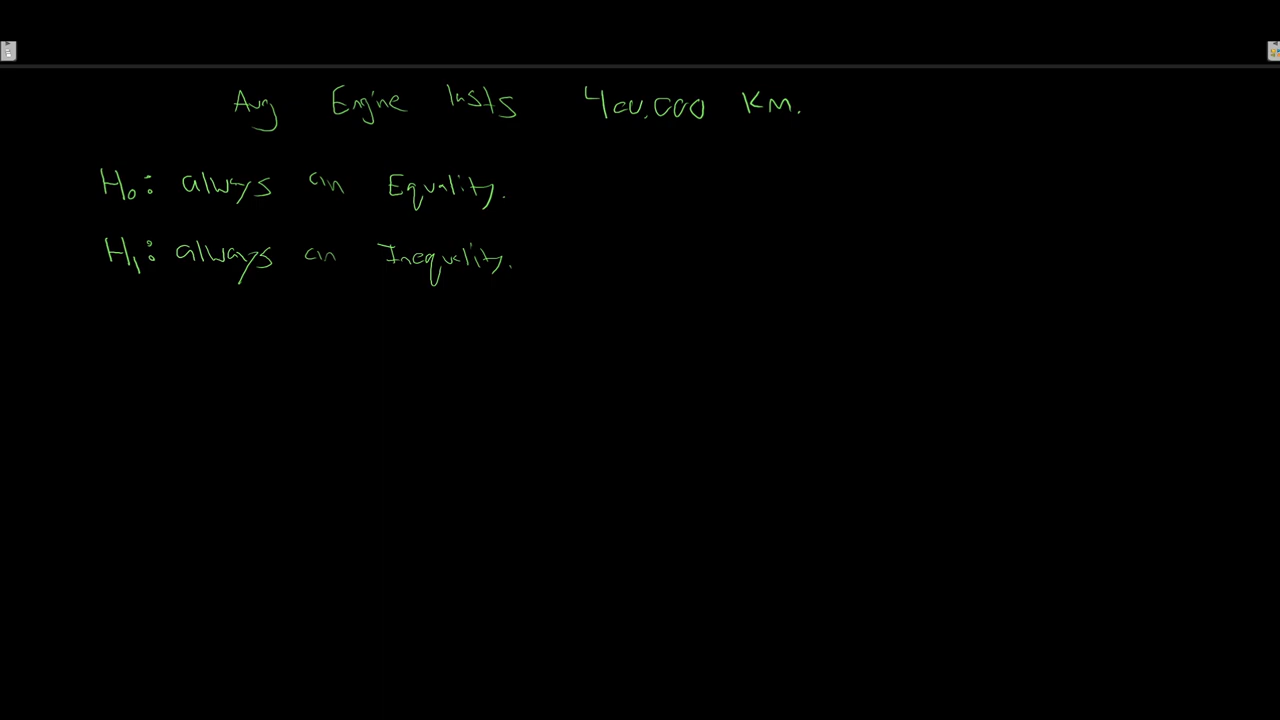 Avg Engine lasts 400.000 KM.
H₀: always an Equality.
H₁: always an Inequality.